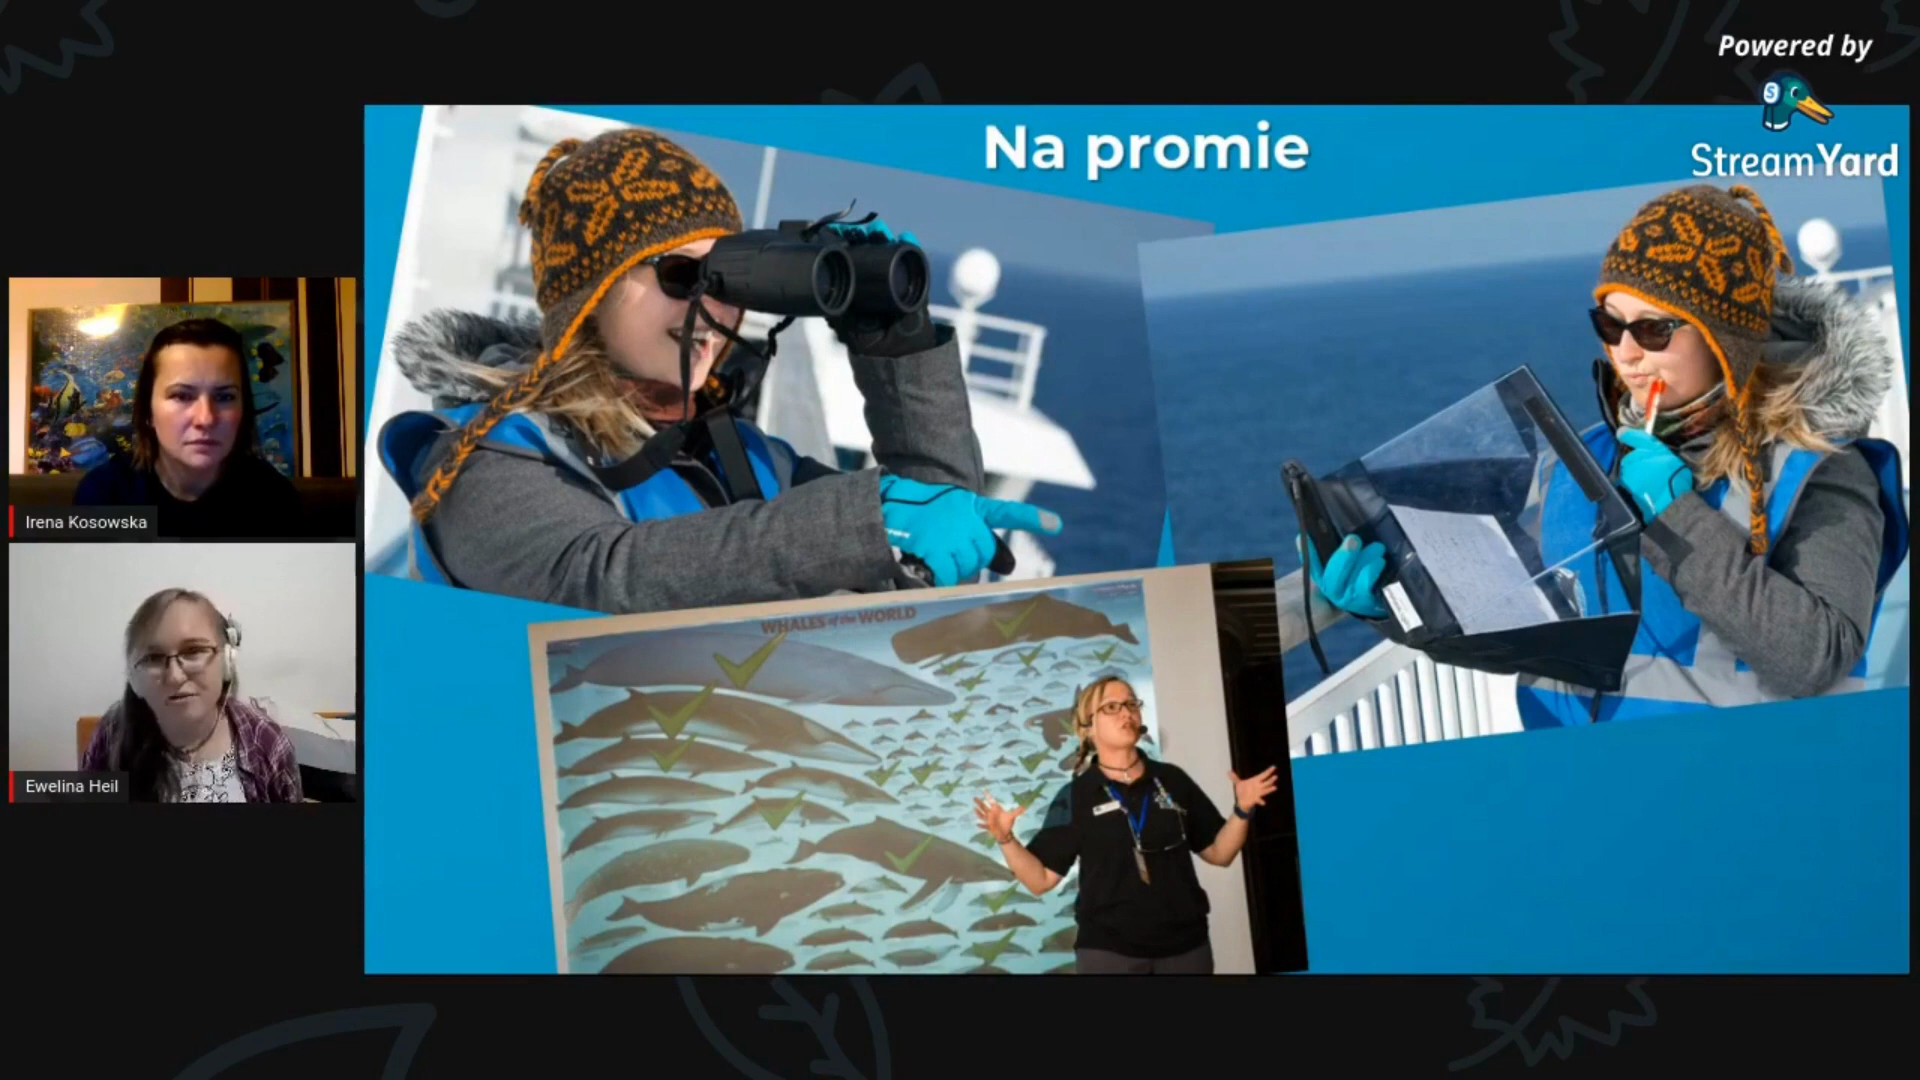 Powered by
StreamYard
Na promie
Irena Kosowska
Ewelina Heil
WHALES of the WORLD